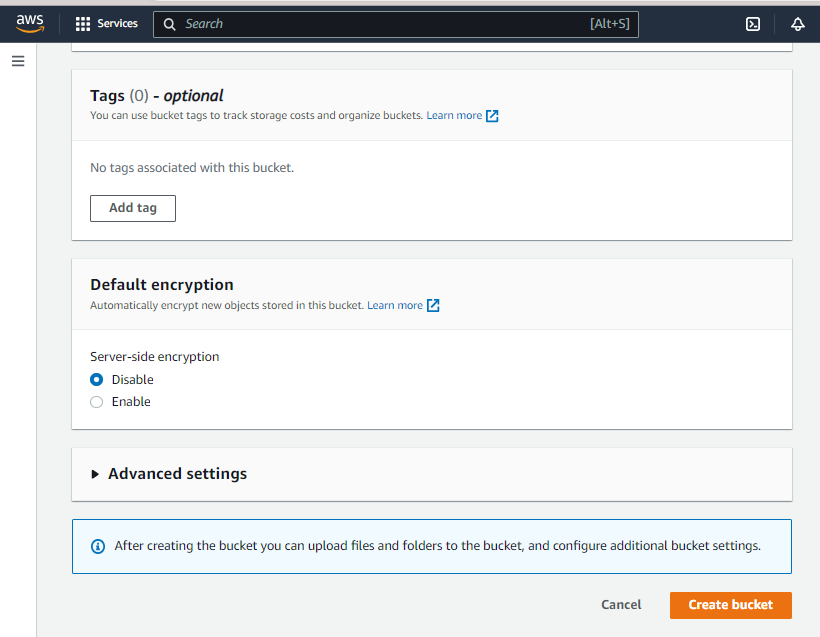 aws
Services
Search
[Alt+S]
Tags (0) - optional
You can use bucket tags to track storage costs and organize buckets. Learn more
No tags associated with this bucket.
Add tag
Default encryption
Automatically encrypt new objects stored in this bucket. Learn more
Server-side encryption
Disable
Enable
Advanced settings
After creating the bucket you can upload files and folders to the bucket, and configure additional bucket settings.
Cancel
Create bucket